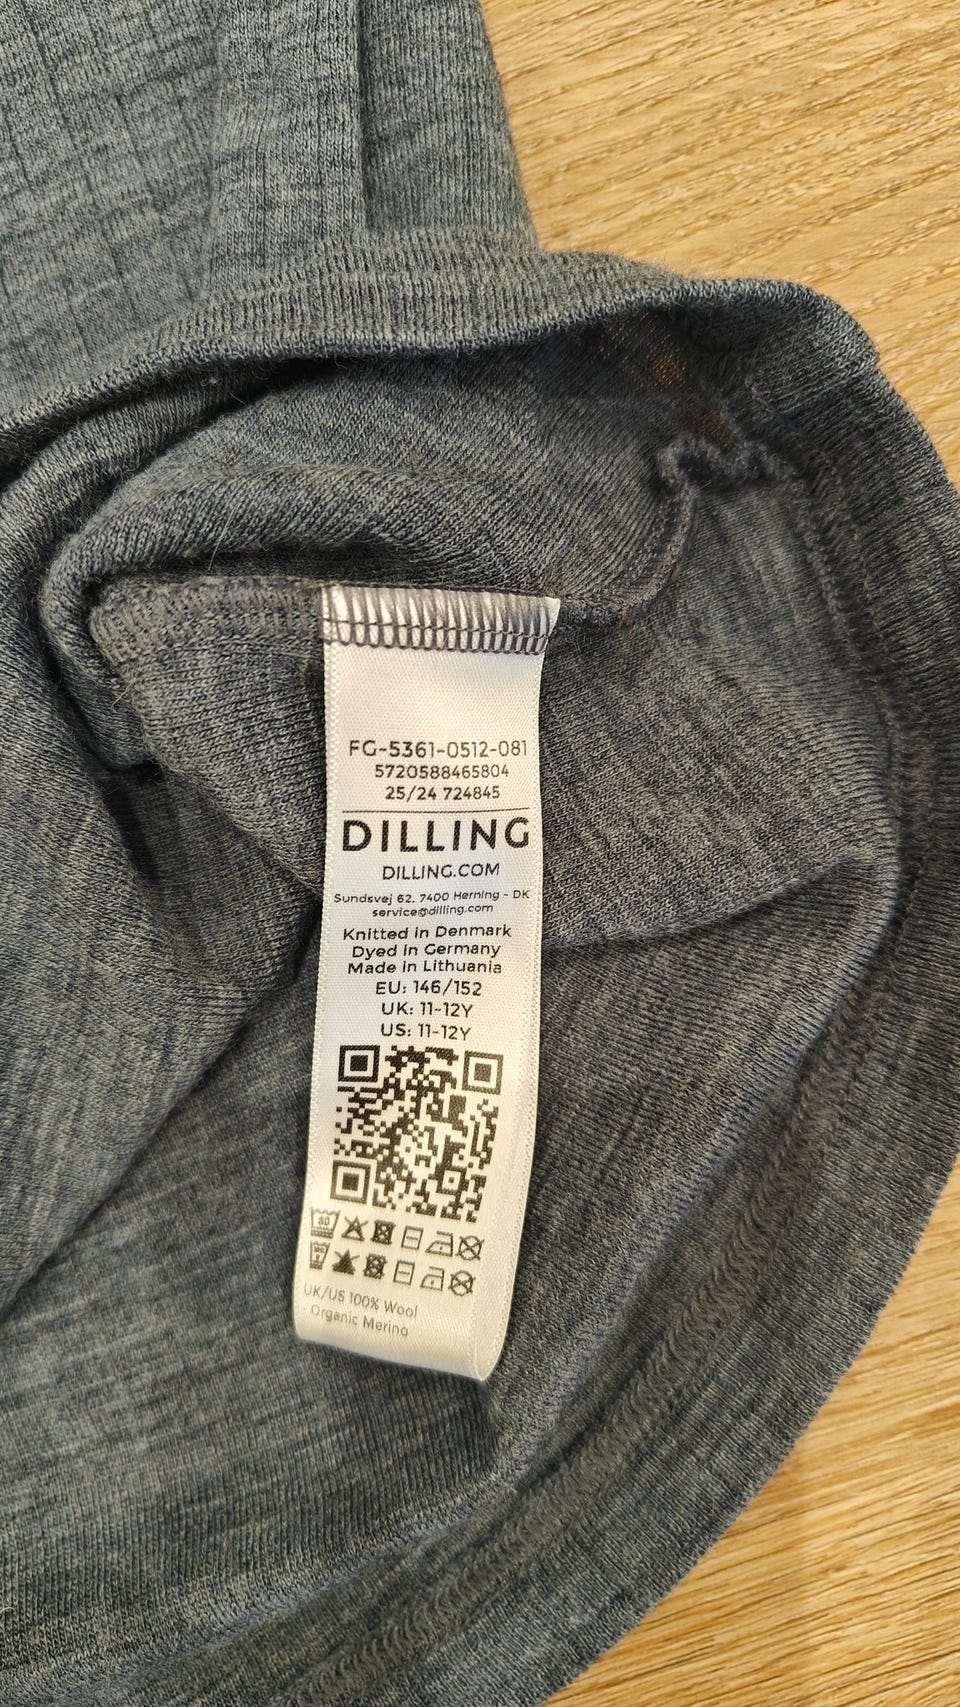 FG-5361-0512-081
5720588465804
25/24 724845
DILLING
DILLING.COM
Sundsvej 62, 7400 Herning - DK
service@dilling.com
Knitted in Denmark
Dyed in Germany
Made in Lithuania
EU: 146/152
UK: 11-12Y
US: 11-12Y
UK/US 100% Wool
Organic Merino